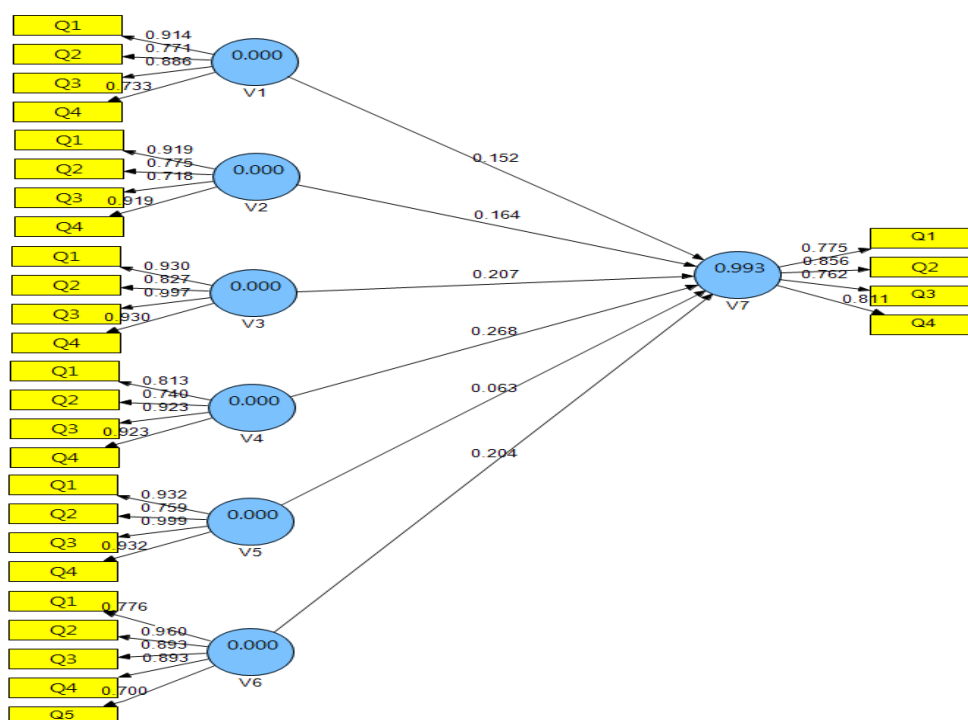 Q1
0.914
Q2
0.771
0.886
Q3
0.733
Q4
0.000
V1
Q1
0.919
Q2
0.775
0.718
Q3
0.919
Q4
0.000
V2
Q1
0.930
Q2
0.827
0.997
Q3
0.930
Q4
0.000
V3
Q1
0.813
Q2
0.740
0.923
Q3
0.923
Q4
0.000
V4
Q1
0.932
Q2
0.759
0.999
Q3
0.932
Q4
0.000
V5
Q1
0.776
Q2
0.960
0.893
Q3
0.893
Q4
0.700
Q5
0.000
V6
0.152
0.164
0.207
0.268
0.063
0.204
0.993
V7
0.775
Q1
0.856
Q2
0.762
Q3
0.811
Q4